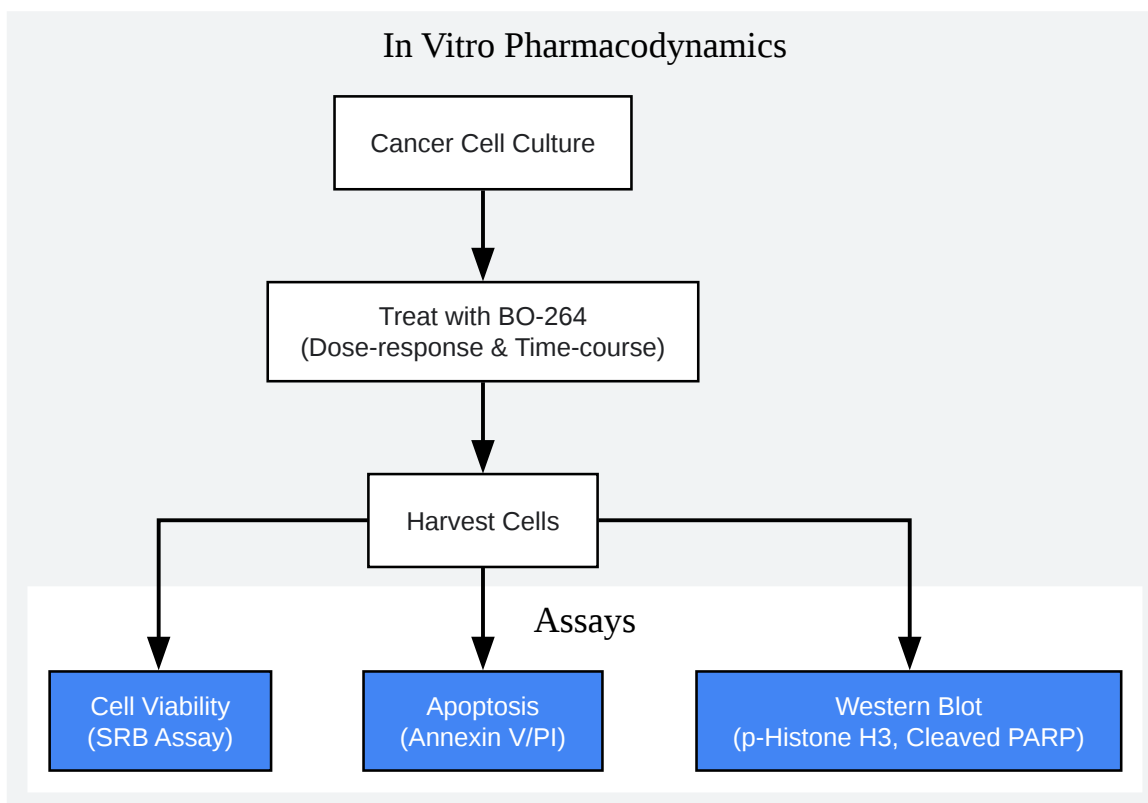 In Vitro Pharmacodynamics
Cancer Cell Culture
Treat with BO-264
(Dose-response & Time-course)
Harvest Cells
Assays
Cell Viability
(SRB Assay)
Apoptosis
(Annexin V/PI)
Western Blot
(p-Histone H3, Cleaved PARP)